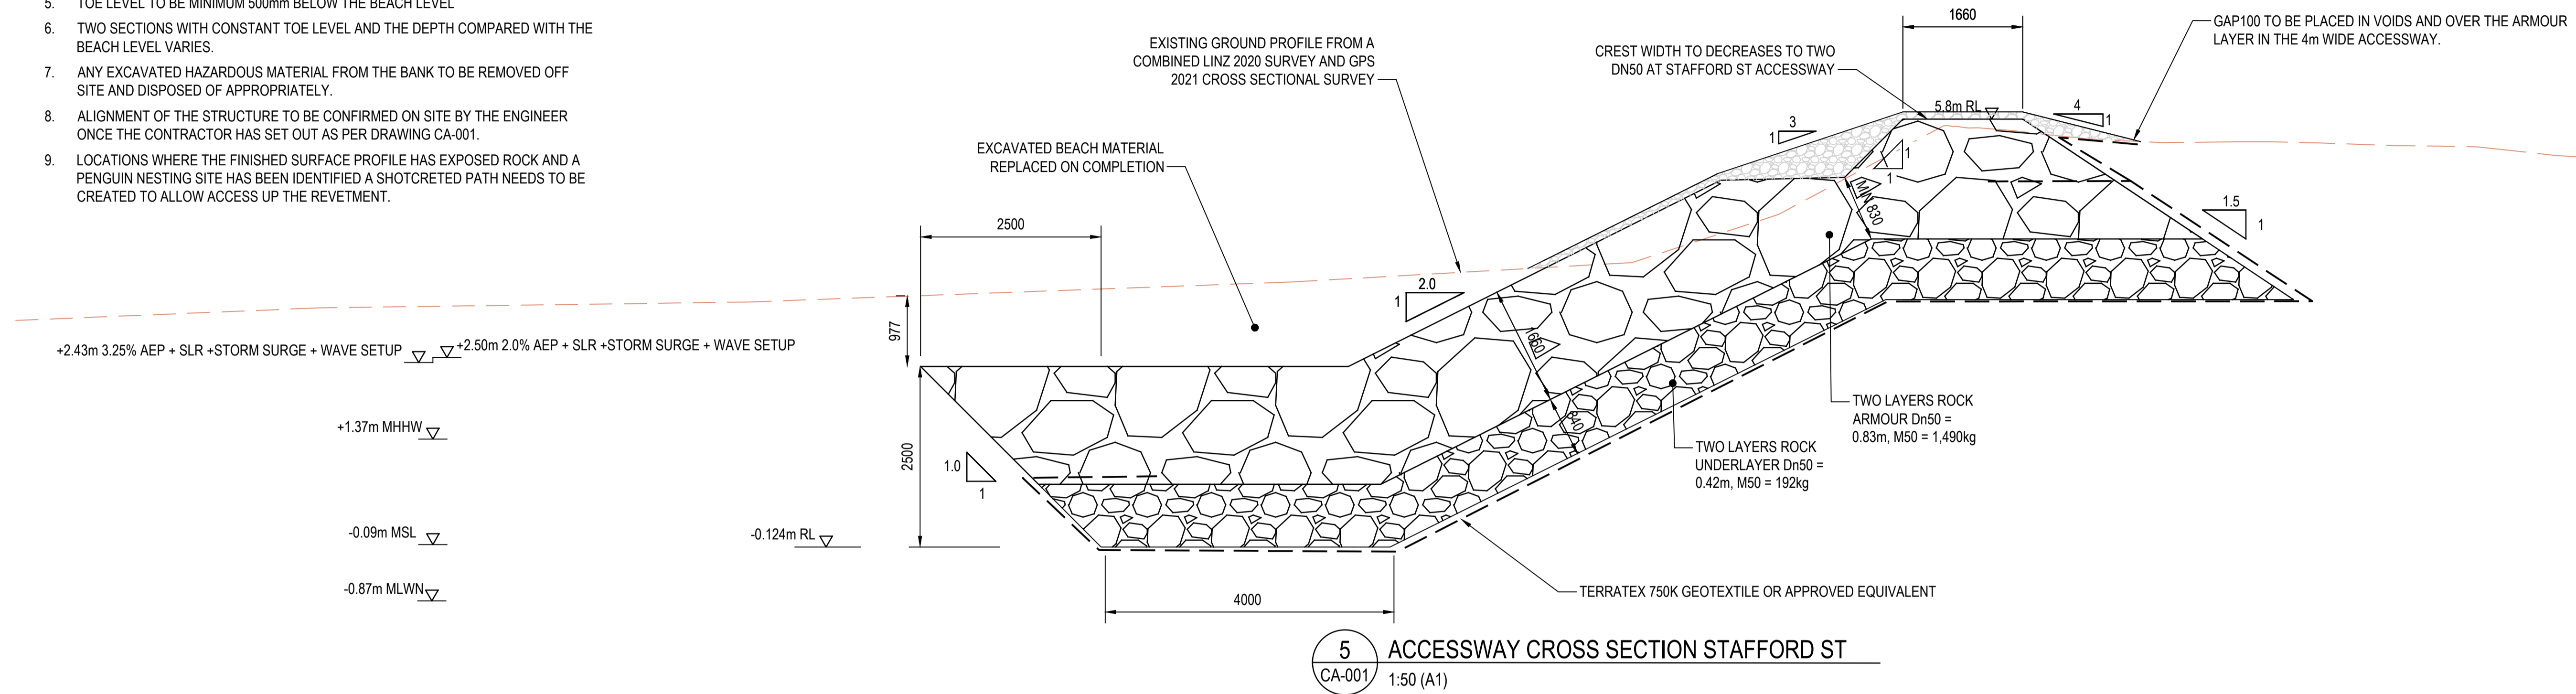 5. TOE LEVEL TO BE MINIMUM 500mm BELOW THE BEACH LEVEL
6. TWO SECTIONS WITH CONSTANT TOE LEVEL AND THE DEPTH COMPARED WITH THE
BEACH LEVEL VARIES.
7. ANY EXCAVATED HAZARDOUS MATERIAL FROM THE BANK TO BE REMOVED OFF
SITE AND DISPOSED OF APPROPRIATELY.
8. ALIGNMENT OF THE STRUCTURE TO BE CONFIRMED ON SITE BY THE ENGINEER
ONCE THE CONTRACTOR HAS SET OUT AS PER DRAWING CA-001.
9. LOCATIONS WHERE THE FINISHED SURFACE PROFILE HAS EXPOSED ROCK AND A
PENGUIN NESTING SITE HAS BEEN IDENTIFIED A SHOTCRETED PATH NEEDS TO BE
CREATED TO ALLOW ACCESS UP THE REVETMENT.
EXISTING GROUND PROFILE FROM A
COMBINED LINZ 2020 SURVEY AND GPS
2021 CROSS SECTIONAL SURVEY
EXCAVATED BEACH MATERIAL
REPLACED ON COMPLETION
CREST WIDTH TO DECREASES TO TWO
DN50 AT STAFFORD ST ACCESSWAY
1660
GAP100 TO BE PLACED IN VOIDS AND OVER THE ARMOUR
LAYER IN THE 4m WIDE ACCESSWAY.
5.8m RL
3
1
4
1
1
1
MIN 830
1.5
1
2500
977
2.0
1
+2.43m 3.25% AEP + SLR +STORM SURGE + WAVE SETUP
+2.50m 2.0% AEP + SLR +STORM SURGE + WAVE SETUP
1660
840
+1.37m MHHW
2500
1.0
1
TWO LAYERS ROCK
ARMOUR Dn50 =
0.83m, M50 = 1,490kg
TWO LAYERS ROCK
UNDERLAYER Dn50 =
0.42m, M50 = 192kg
-0.09m MSL
-0.124m RL
-0.87m MLWN
4000
TERRATEX 750K GEOTEXTILE OR APPROVED EQUIVALENT
5
CA-001
ACCESSWAY CROSS SECTION STAFFORD ST
1:50 (A1)